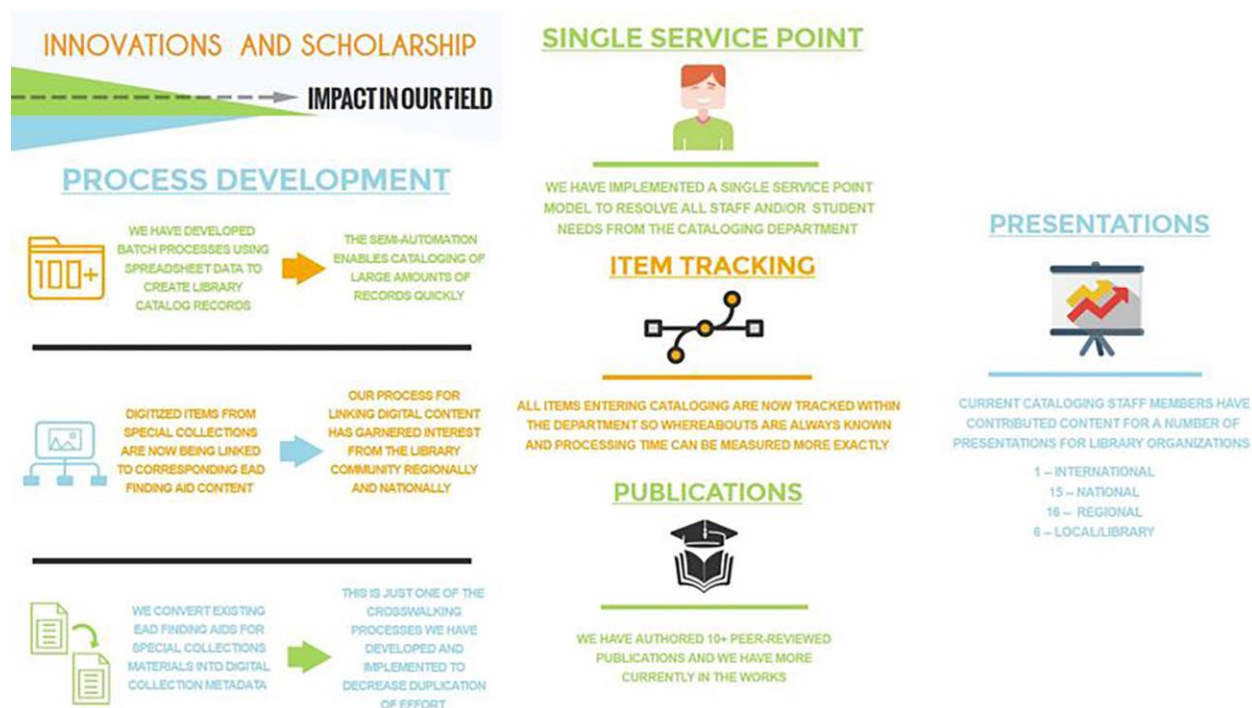 INNOVATIONS AND SCHOLARSHIP
IMPACT IN OUR FIELD
PROCESS DEVELOPMENT
100+
WE HAVE DEVELOPED
BATCH PROCESSES USING
SPREADSHEET DATA TO
CREATE LIBRARY
CATALOG RECORDS
THE SEMI-AUTOMATION
ENABLES CATALOGING OF
LARGE AMOUNTS OF
RECORDS QUICKLY
DIGITIZED ITEMS FROM
SPECIAL COLLECTIONS
ARE NOW BEING LINKED
TO CORRESPONDING EAD
FINDING AID CONTENT
OUR PROCESS FOR
LINKING DIGITAL CONTENT
HAS GARNERED INTEREST
FROM THE LIBRARY
COMMUNITY REGIONALLY
AND NATIONALLY
WE CONVERT EXISTING
EAD FINDING AIDS FOR
SPECIAL COLLECTIONS
MATERIALS INTO DIGITAL
COLLECTION METADATA
THIS IS JUST ONE OF THE
CROSSWALKING
PROCESSES WE HAVE
DEVELOPED AND
IMPLEMENTED TO
DECREASE DUPLICATION
OF EFFORT
SINGLE SERVICE POINT
WE HAVE IMPLEMENTED A SINGLE SERVICE POINT
MODEL TO RESOLVE ALL STAFF AND/OR STUDENT
NEEDS FROM THE CATALOGING DEPARTMENT
ITEM TRACKING
ALL ITEMS ENTERING CATALOGING ARE NOW TRACKED WITHIN
THE DEPARTMENT SO WHEREABOUTS ARE ALWAYS KNOWN
AND PROCESSING TIME CAN BE MEASURED MORE EXACTLY
PUBLICATIONS
WE HAVE AUTHORED 10+ PEER-REVIEWED
PUBLICATIONS AND WE HAVE MORE
CURRENTLY IN THE WORKS
PRESENTATIONS
CURRENT CATALOGING STAFF MEMBERS HAVE
CONTRIBUTED CONTENT FOR A NUMBER OF
PRESENTATIONS FOR LIBRARY ORGANIZATIONS
1 – INTERNATIONAL
15 – NATIONAL
16 – REGIONAL
6 – LOCAL/LIBRARY